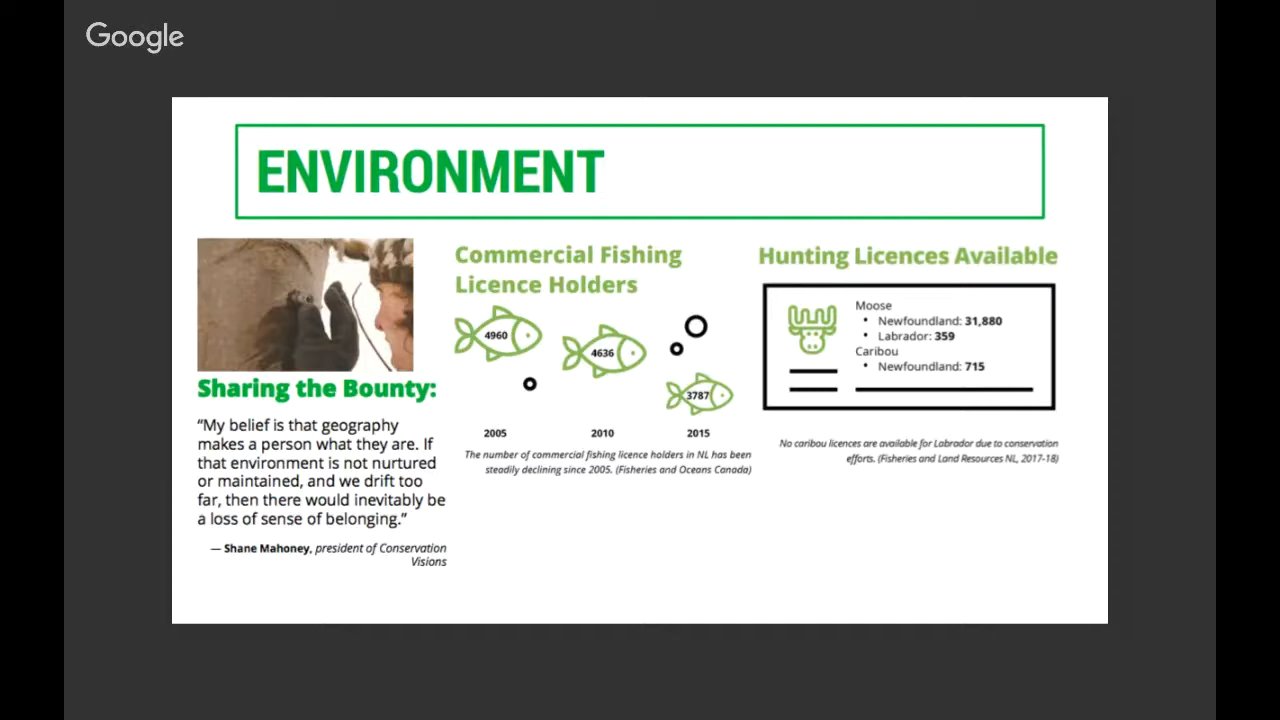 Google
ENVIRONMENT
Sharing the Bounty:
“My belief is that geography
makes a person what they are. If
that environment is not nurtured
or maintained, and we drift too
far, then there would inevitably be
a loss of sense of belonging.”
— Shane Mahoney, president of Conservation
Visions
Commercial Fishing
Licence Holders
4960
4636
3787
2005
2010
2015
The number of commercial fishing licence holders in NL has been
steadily declining since 2005. (Fisheries and Oceans Canada)
Hunting Licences Available
Moose
• Newfoundland: 31,880
• Labrador: 359
Caribou
• Newfoundland: 715
No caribou licences are available for Labrador due to conservation
efforts. (Fisheries and Land Resources NL, 2017-18)